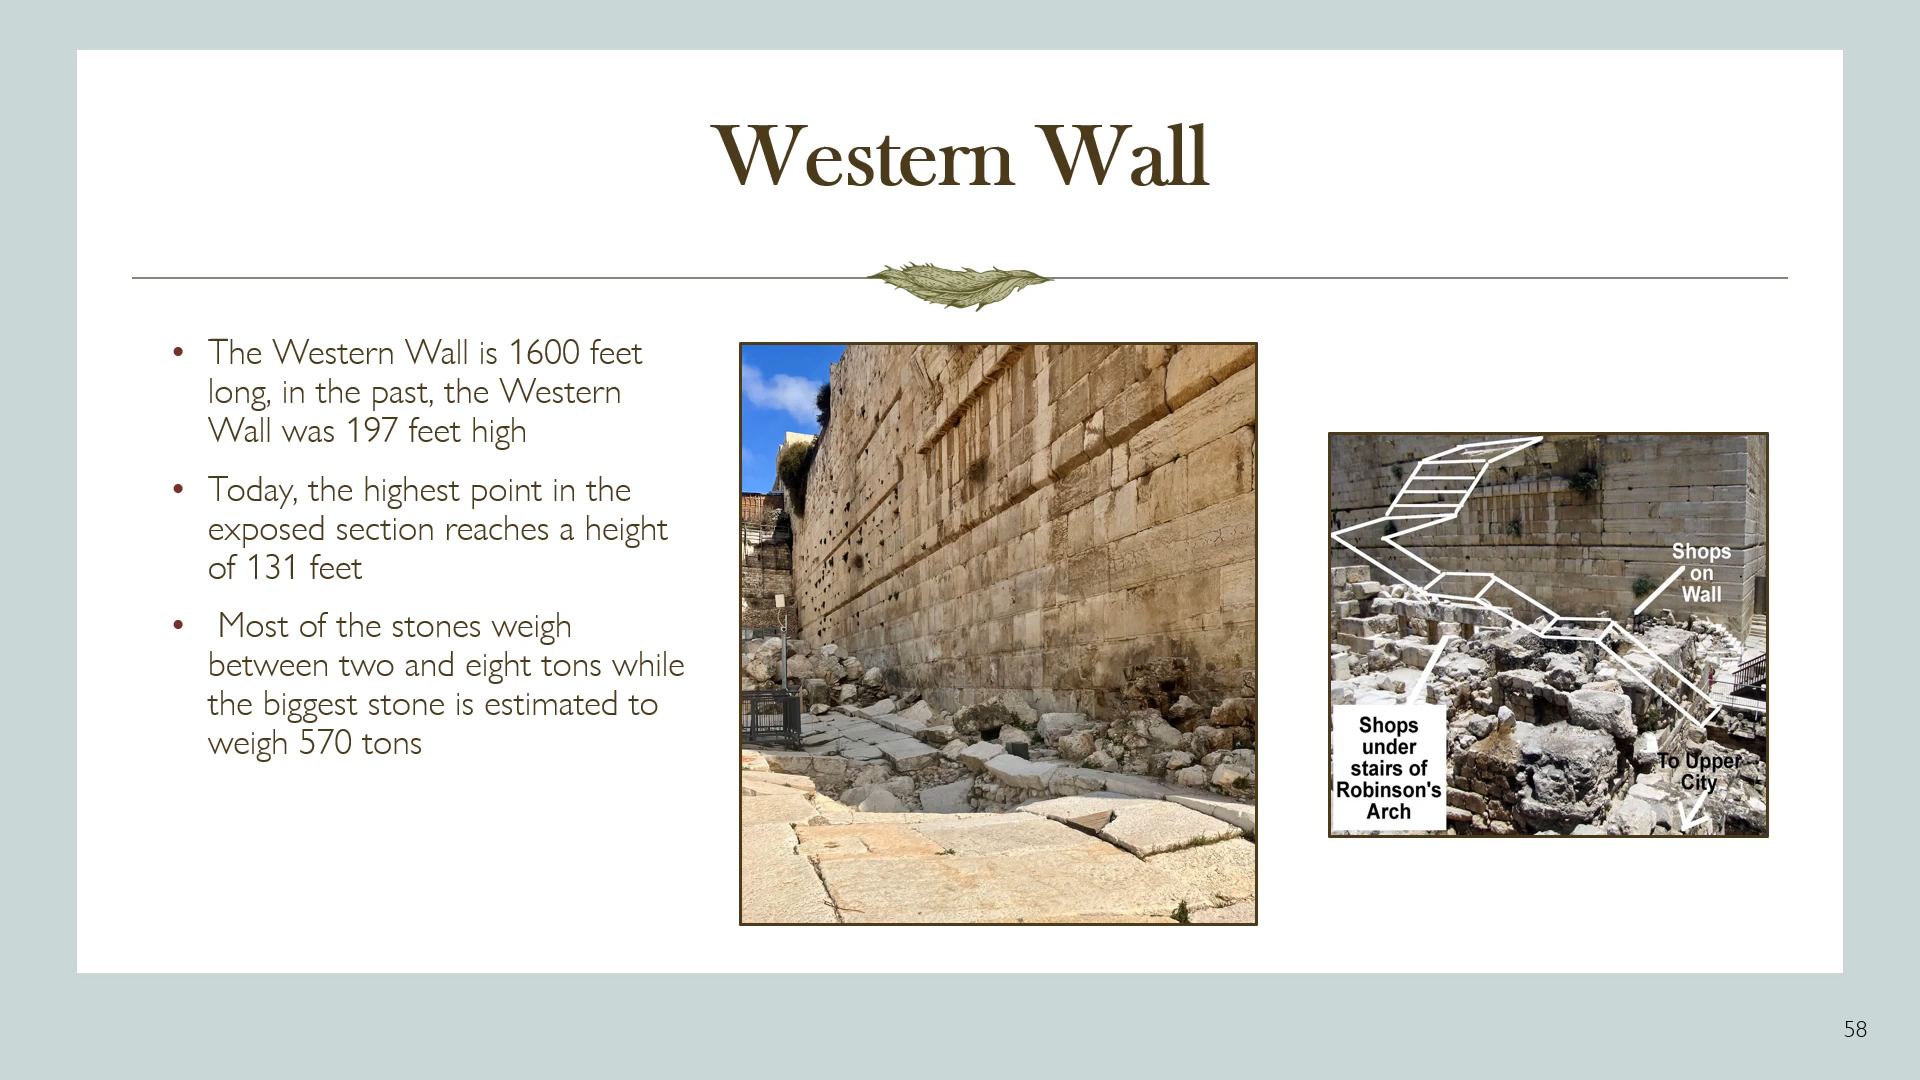 Western Wall
• The Western Wall is 1600 feet
long, in the past, the Western
Wall was 197 feet high
• Today, the highest point in the
exposed section reaches a height
of 131 feet
• Most of the stones weigh
between two and eight tons while
the biggest stone is estimated to
weigh 570 tons
Shops
on
Wall
Shops
under
stairs of
Robinson's
Arch
To Upper
City
58